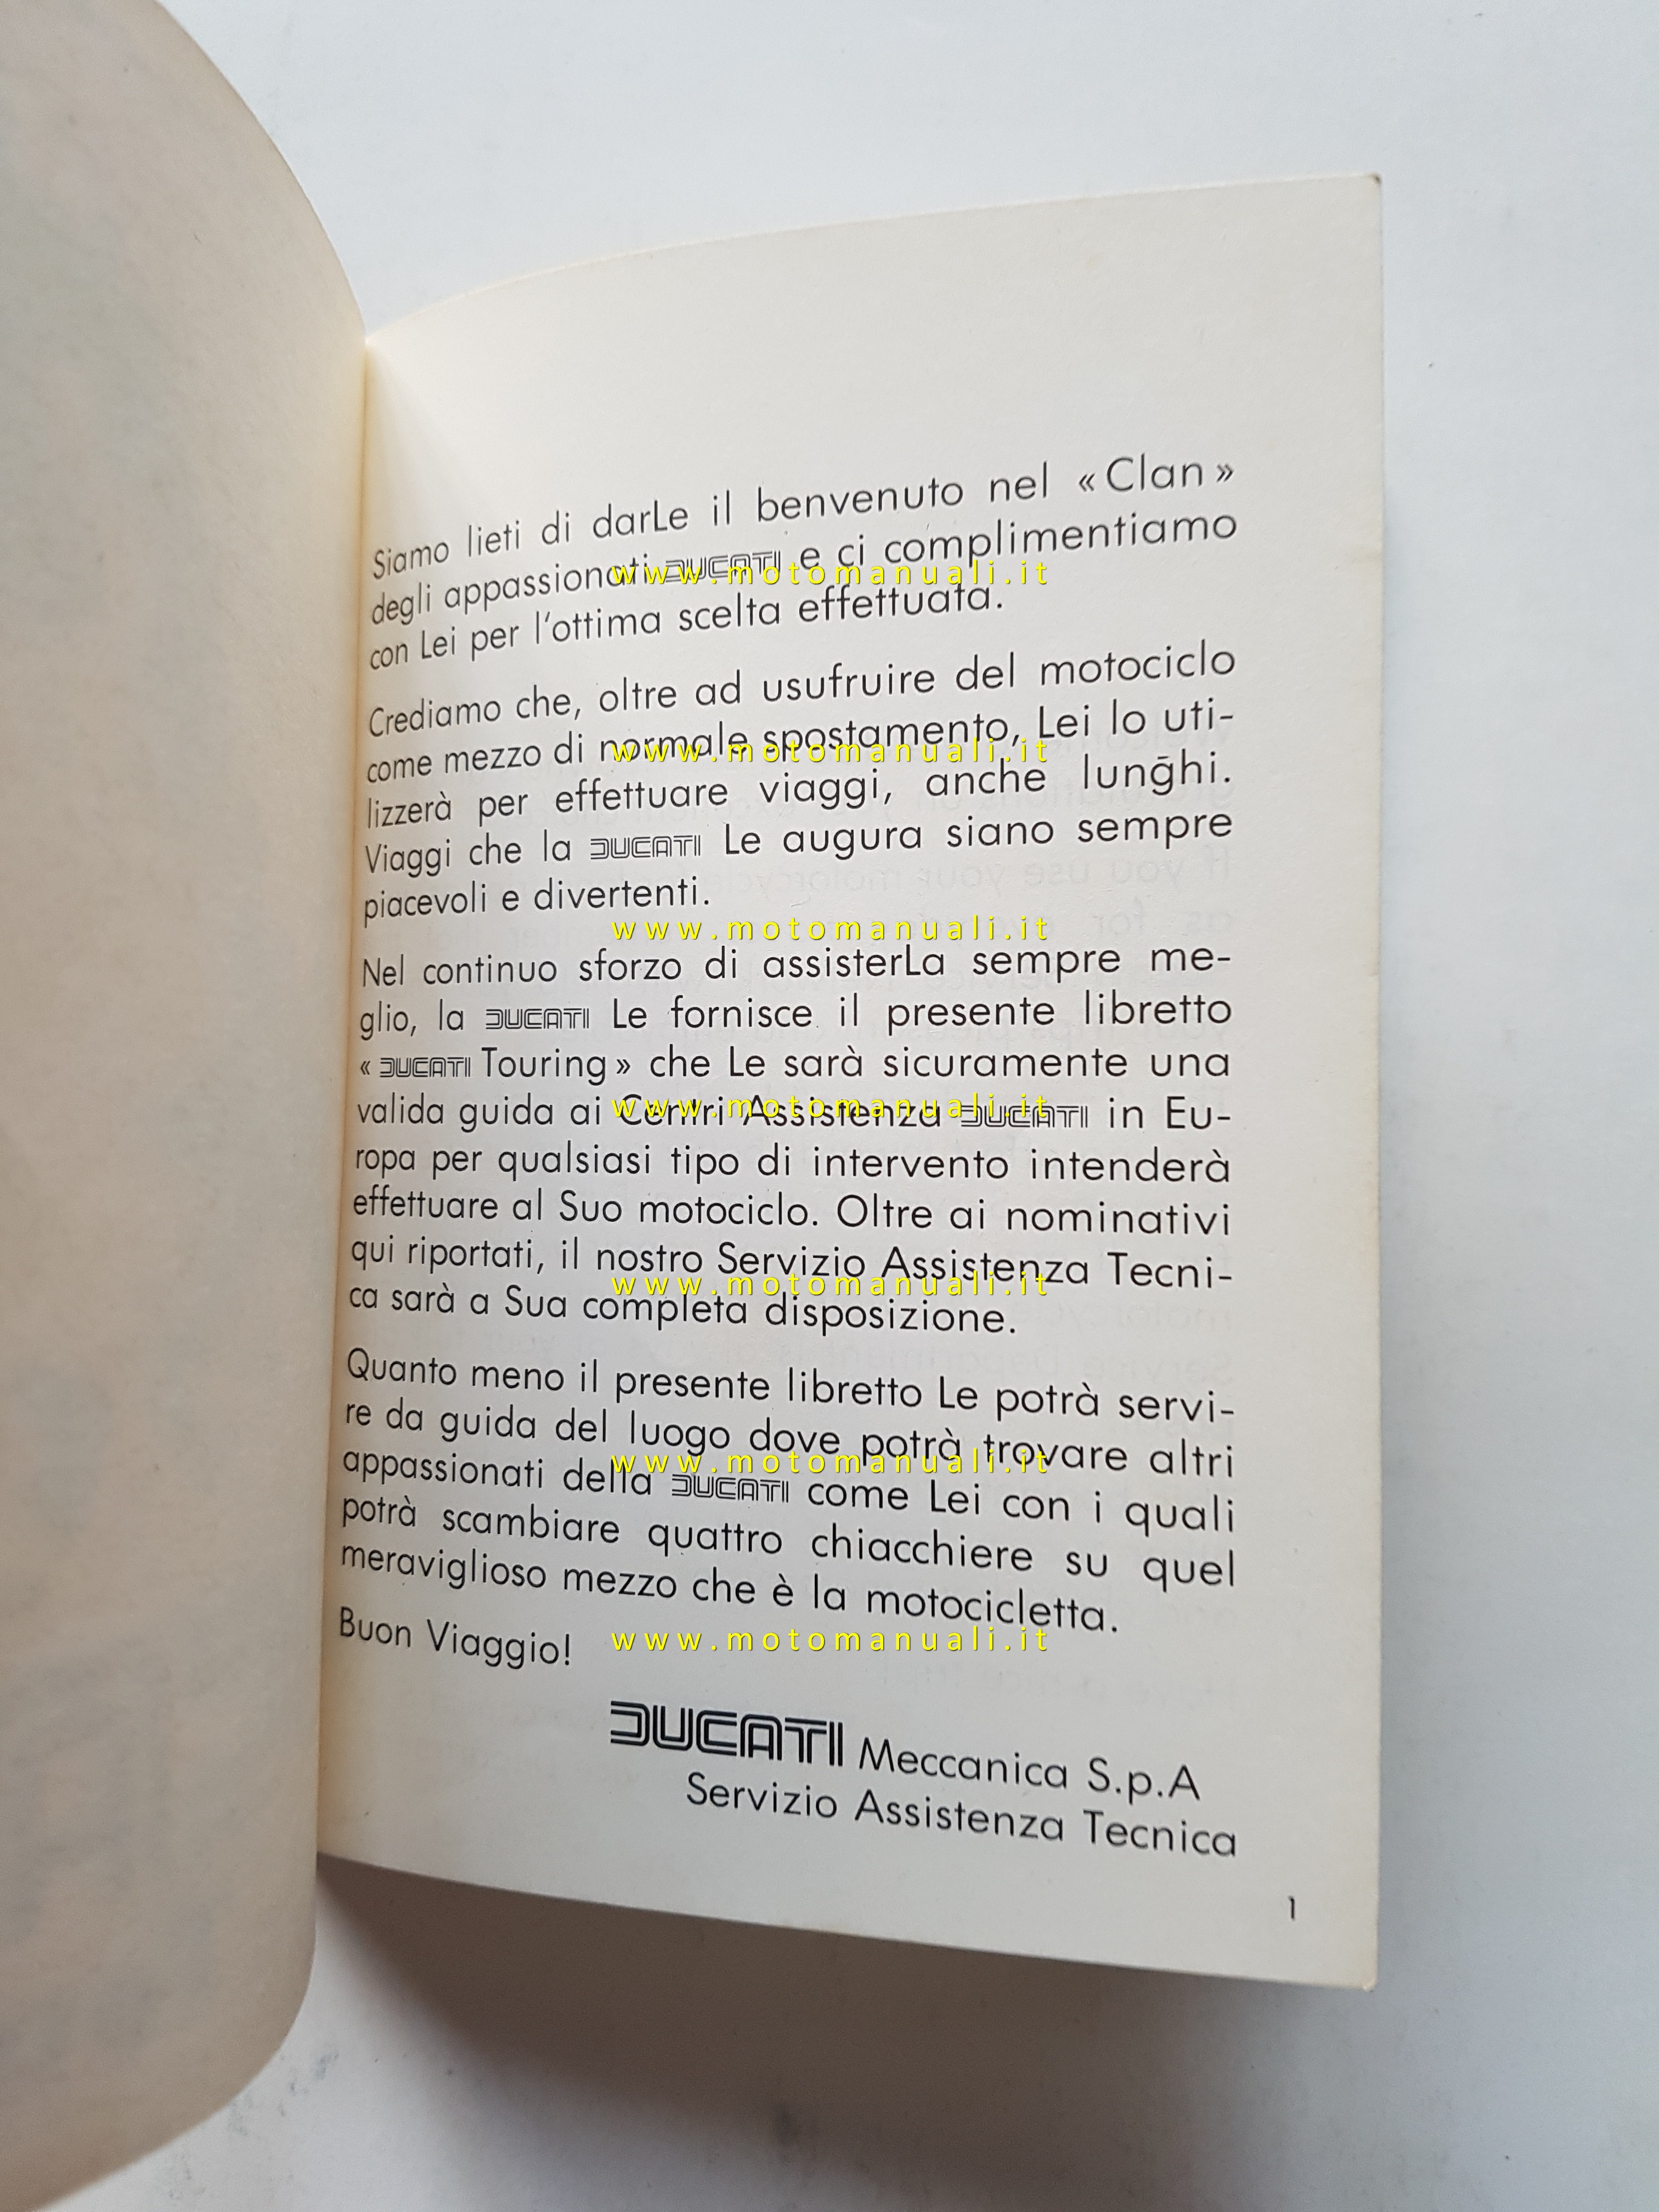 Siamo lieti di darLe il benvenuto nel « Clan »
degli appassionati DUCATI e ci complimentiamo
www.motomanuali.it
con Lei per l'ottima scelta effettuata.
Crediamo che, oltre ad usufruire del motociclo
come mezzo di normale spostamento, Lei lo uti-
www.motomanuali.it
lizzerà per effettuare viaggi, anche lunghi.
Viaggi che la DUCATI Le augura siano sempre
piacevoli e divertenti.
www.motomanuali.it
Nel continuo sforzo di assisterLa sempre me-
glio, la DUCATI Le fornisce il presente libretto
« DUCATI Touring » che Le sarà sicuramente una
valida guida ai Centri Assistenza DUCATI in Eu-
www.motomanuali.it
ropa per qualsiasi tipo di intervento intenderà
effettuare al Suo motociclo. Oltre ai nominativi
qui riportati, il nostro Servizio Assistenza Tecni-
www.motomanuali.it
ca sarà a Sua completa disposizione.
Quanto meno il presente libretto Le potrà servi-
re da guida del luogo dove potrà trovare altri
www.motomanuali.it
appassionati della DUCATI come Lei con i quali
potrà scambiare quattro chiacchiere su quel
meraviglioso mezzo che è la motocicletta.
Buon Viaggio!
www.motomanuali.it
DUCATI Meccanica S.p.A
Servizio Assistenza Tecnica
1